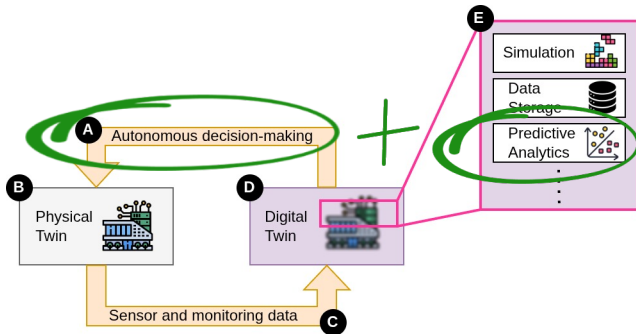 E
Simulation
Data
Storage
Predictive
Analytics
A
Autonomous decision-making
B
Physical
Twin
D
Digital
Twin
Sensor and monitoring data
C